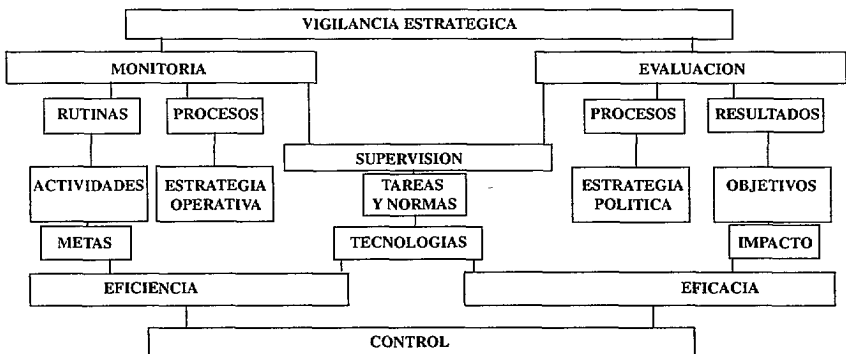 VIGILANCIA ESTRATEGICA
MONITORIA
EVALUACION
RUTINAS
PROCESOS
PROCESOS
RESULTADOS
SUPERVISION
ACTIVIDADES
ESTRATEGIA
OPERATIVA
TAREAS
Y NORMAS
ESTRATEGIA
POLITICA
OBJETIVOS
METAS
TECNOLOGIAS
IMPACTO
EFICIENCIA
EFICACIA
CONTROL